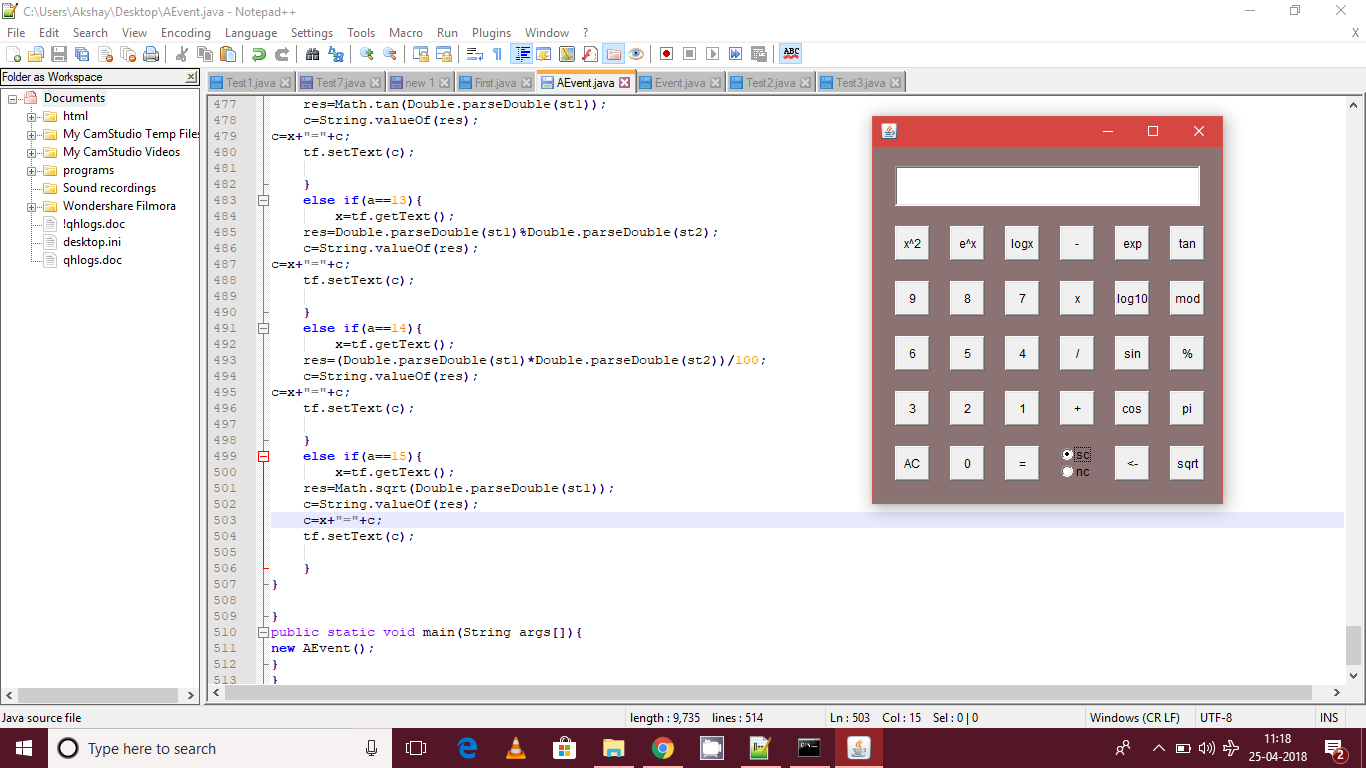 C:\Users\Akshay\Desktop\AEvent.java - Notepad++
File Edit Search View Encoding Language Settings Tools Macro Run Plugins Window ? X
Folder as Workspace
Test1.java Test7.java new 1 First.java AEvent.java Event.java Test2.java Test3.java
Documents
html
My CamStudio Temp Files
My CamStudio Videos
programs
Sound recordings
Wondershare Filmora
!qhlogs.doc
desktop.ini
qhlogs.doc
477 res=Math.tan(Double.parseDouble(st1));
478 c=String.valueOf(res);
479 c=x+"="+c;
480 tf.setText(c);
481
482 }
483 else if(a==13){
484 x=tf.getText();
485 res=Double.parseDouble(st1)%Double.parseDouble(st2);
486 c=String.valueOf(res);
487 c=x+"="+c;
488 tf.setText(c);
489
490 }
491 else if(a==14){
492 x=tf.getText();
493 res=(Double.parseDouble(st1)*Double.parseDouble(st2))/100;
494 c=String.valueOf(res);
495 c=x+"="+c;
496 tf.setText(c);
497
498 }
499 else if(a==15){
500 x=tf.getText();
501 res=Math.sqrt(Double.parseDouble(st1));
502 c=String.valueOf(res);
503 c=x+"="+c;
504 tf.setText(c);
505
506 }
507 }
508
509 }
510 public static void main(String args[]){
511 new AEvent();
512 }
513 }
x^2 e^x logx - exp tan
9 8 7 x log10 mod
6 5 4 / sin %
3 2 1 + cos pi
AC 0 = sc <- sqrt
nc
Java source file length : 9,735 lines : 514 Ln : 503 Col : 15 Sel : 0 | 0 Windows (CR LF) UTF-8 INS
Type here to search
11:18
25-04-2018
2